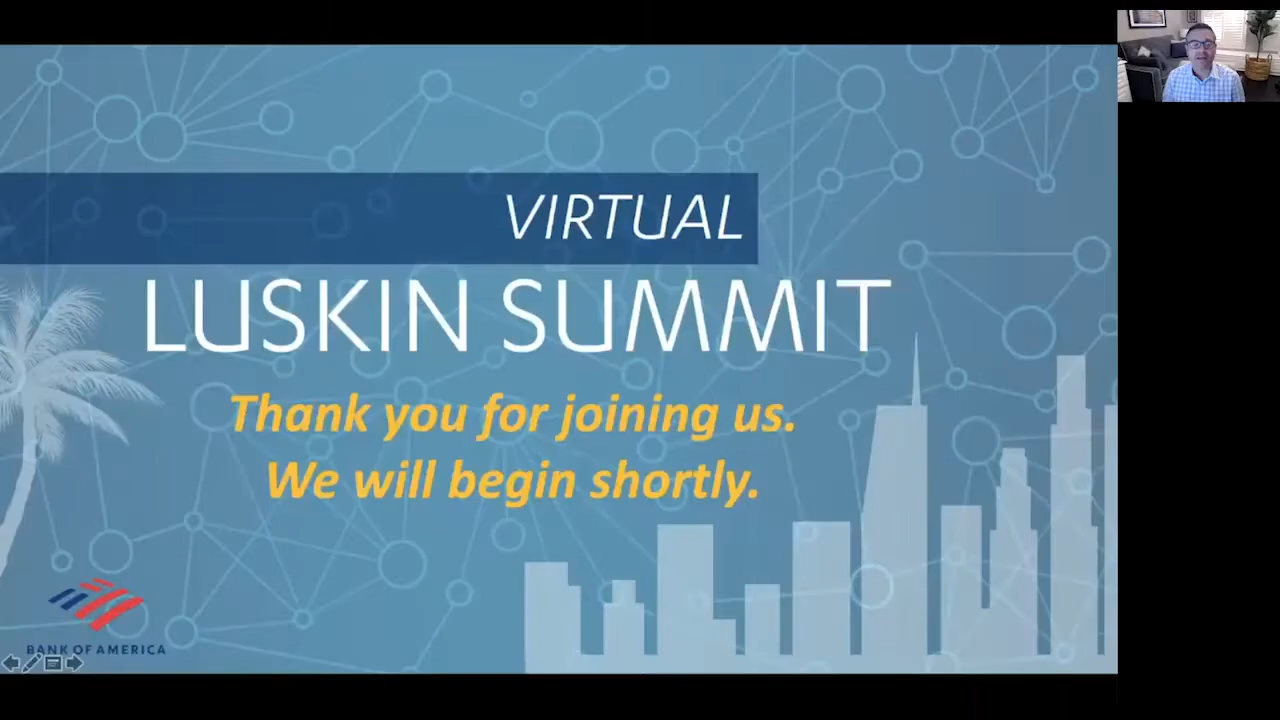 VIRTUAL
LUSKIN SUMMIT
Thank you for joining us.
We will begin shortly.
BANK OF AMERICA